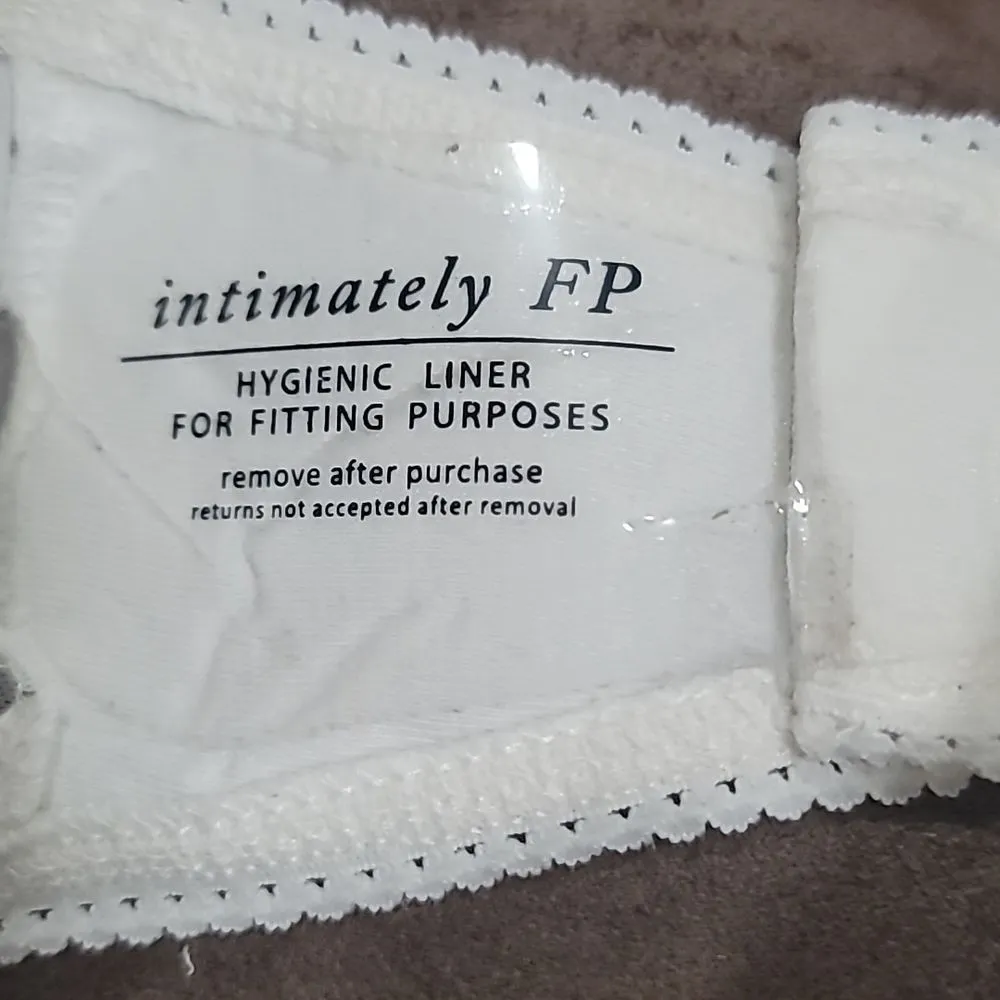 intimately FP
HYGIENIC LINER
FOR FITTING PURPOSES
remove after purchase
returns not accepted after removal